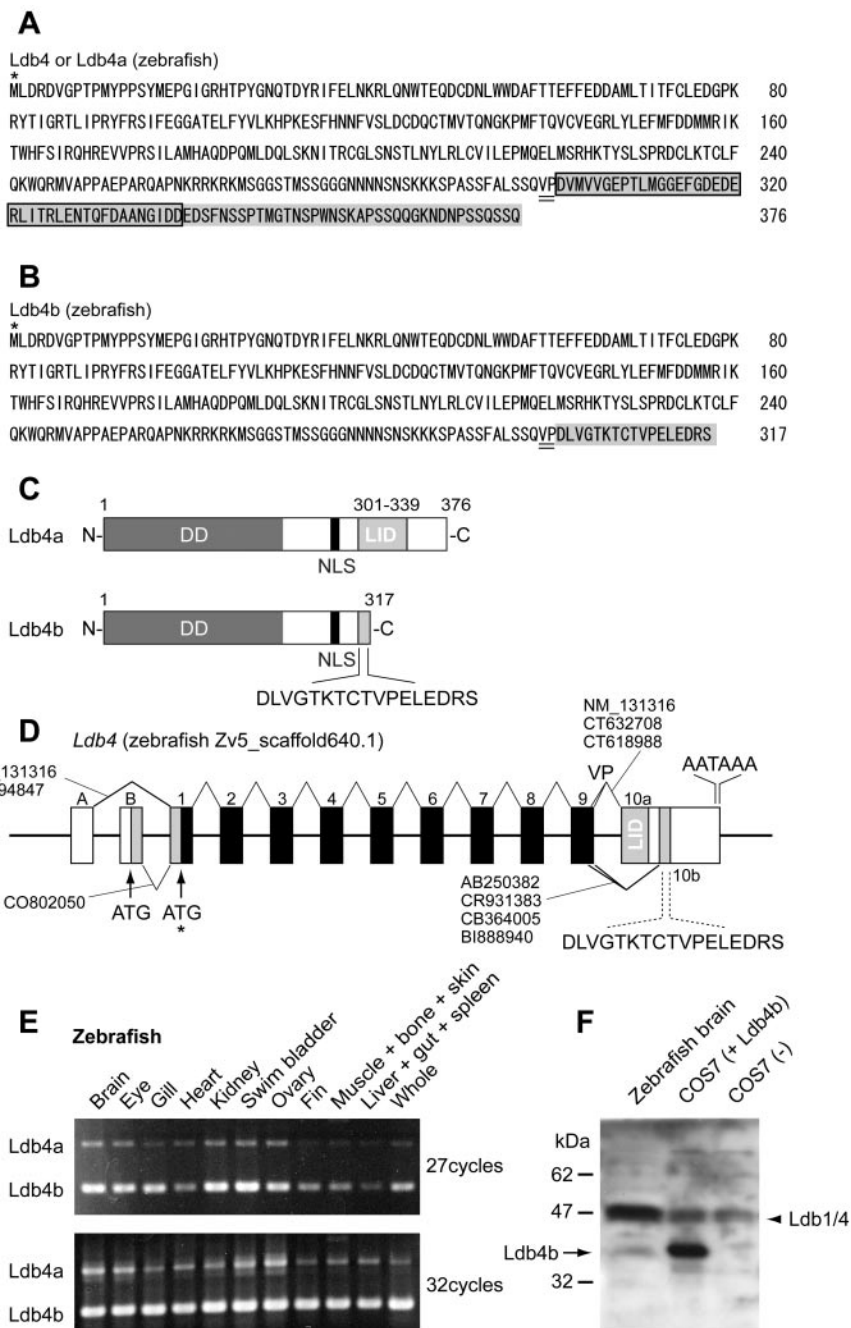 A
Ldb4 or Ldb4a (zebrafish)
*
MLDRDVGPTPMYPPSYMEPGIGRHTPYGNQTDYRIFELNKRLQNWTEQDCDNLWWDAFTTEFFEDDAMLTITFCLEDGPK 80
RYTIGRTLIPRYFRSIFEGGATELFYVLKHPKESFHNNFVSLDCDQCTMVTQNGKPMFTQVCVEGRLYLEFMFDDMMRIK 160
TWHFSIRQHREVVPRSILAMHAQDPQMLDQLSKNITRCGLSNSTLNYLRLCVILEPMQELMSRHKTYSLSPRDCLKTCLF 240
QKWQRMVAPPAEPARQAPNKRRKRKMSGGSTMSSGGGNNNNSNSKKKSPASSFALSSQVPDVMVVGEPTLMGGEFGDEDE 320
RLITRLENTQFDAANGIDDEDSFNSSPTMGTNSPWNSKAPSSQQGKNDNPSSQSSQ 376
B
Ldb4b (zebrafish)
*
MLDRDVGPTPMYPPSYMEPGIGRHTPYGNQTDYRIFELNKRLQNWTEQDCDNLWWDAFTTEFFEDDAMLTITFCLEDGPK 80
RYTIGRTLIPRYFRSIFEGGATELFYVLKHPKESFHNNFVSLDCDQCTMVTQNGKPMFTQVCVEGRLYLEFMFDDMMRIK 160
TWHFSIRQHREVVPRSILAMHAQDPQMLDQLSKNITRCGLSNSTLNYLRLCVILEPMQELMSRHKTYSLSPRDCLKTCLF 240
QKWQRMVAPPAEPARQAPNKRRKRKMSGGSTMSSGGGNNNNSNSKKKSPASSFALSSQVPDLVGTKTCTVPELEDRS 317
C
1 301-339 376
Ldb4a N- DD LID -C
NLS
1 317
Ldb4b N- DD -C
NLS
DLVGTKTCTVPELEDRS
D
Ldb4 (zebrafish Zv5_scaffold640.1)
NM_131316
CT632708
CT618988
_131316
94847
VP
AATAAA
A B 1 2 3 4 5 6 7 8 9 10a
LID
10b
CO802050
ATG ATG
*
AB250382
CR931383
CB364005
BI888940
DLVGTKTCTVPELEDRS
E
Zebrafish
Brain
Eye
Gill
Heart
Kidney
Swim bladder
Ovary
Fin
Muscle + bone + skin
Liver + gut + spleen
Whole
Ldb4a
Ldb4b
27cycles
Ldb4a
Ldb4b
32cycles
F
Zebrafish brain
COS7 (+ Ldb4b)
COS7 (-)
kDa
62
47
32
Ldb1/4
Ldb4b